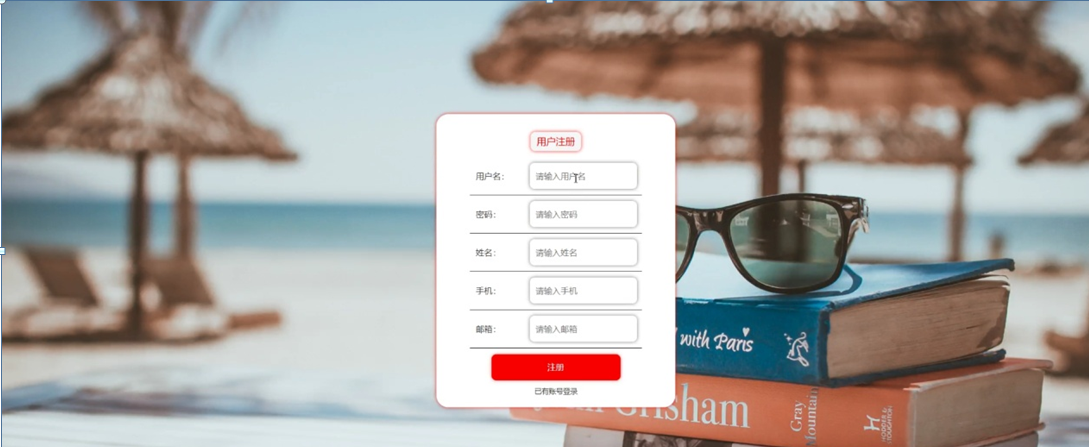 用户注册
用户名: 请输入用户名
密码: 请输入密码
姓名: 请输入姓名
手机: 请输入手机
邮箱: 请输入邮箱
注册
已有账号登录
with Paris
Grisham
Gray
Mountain
HODDER &
STOUGHTON